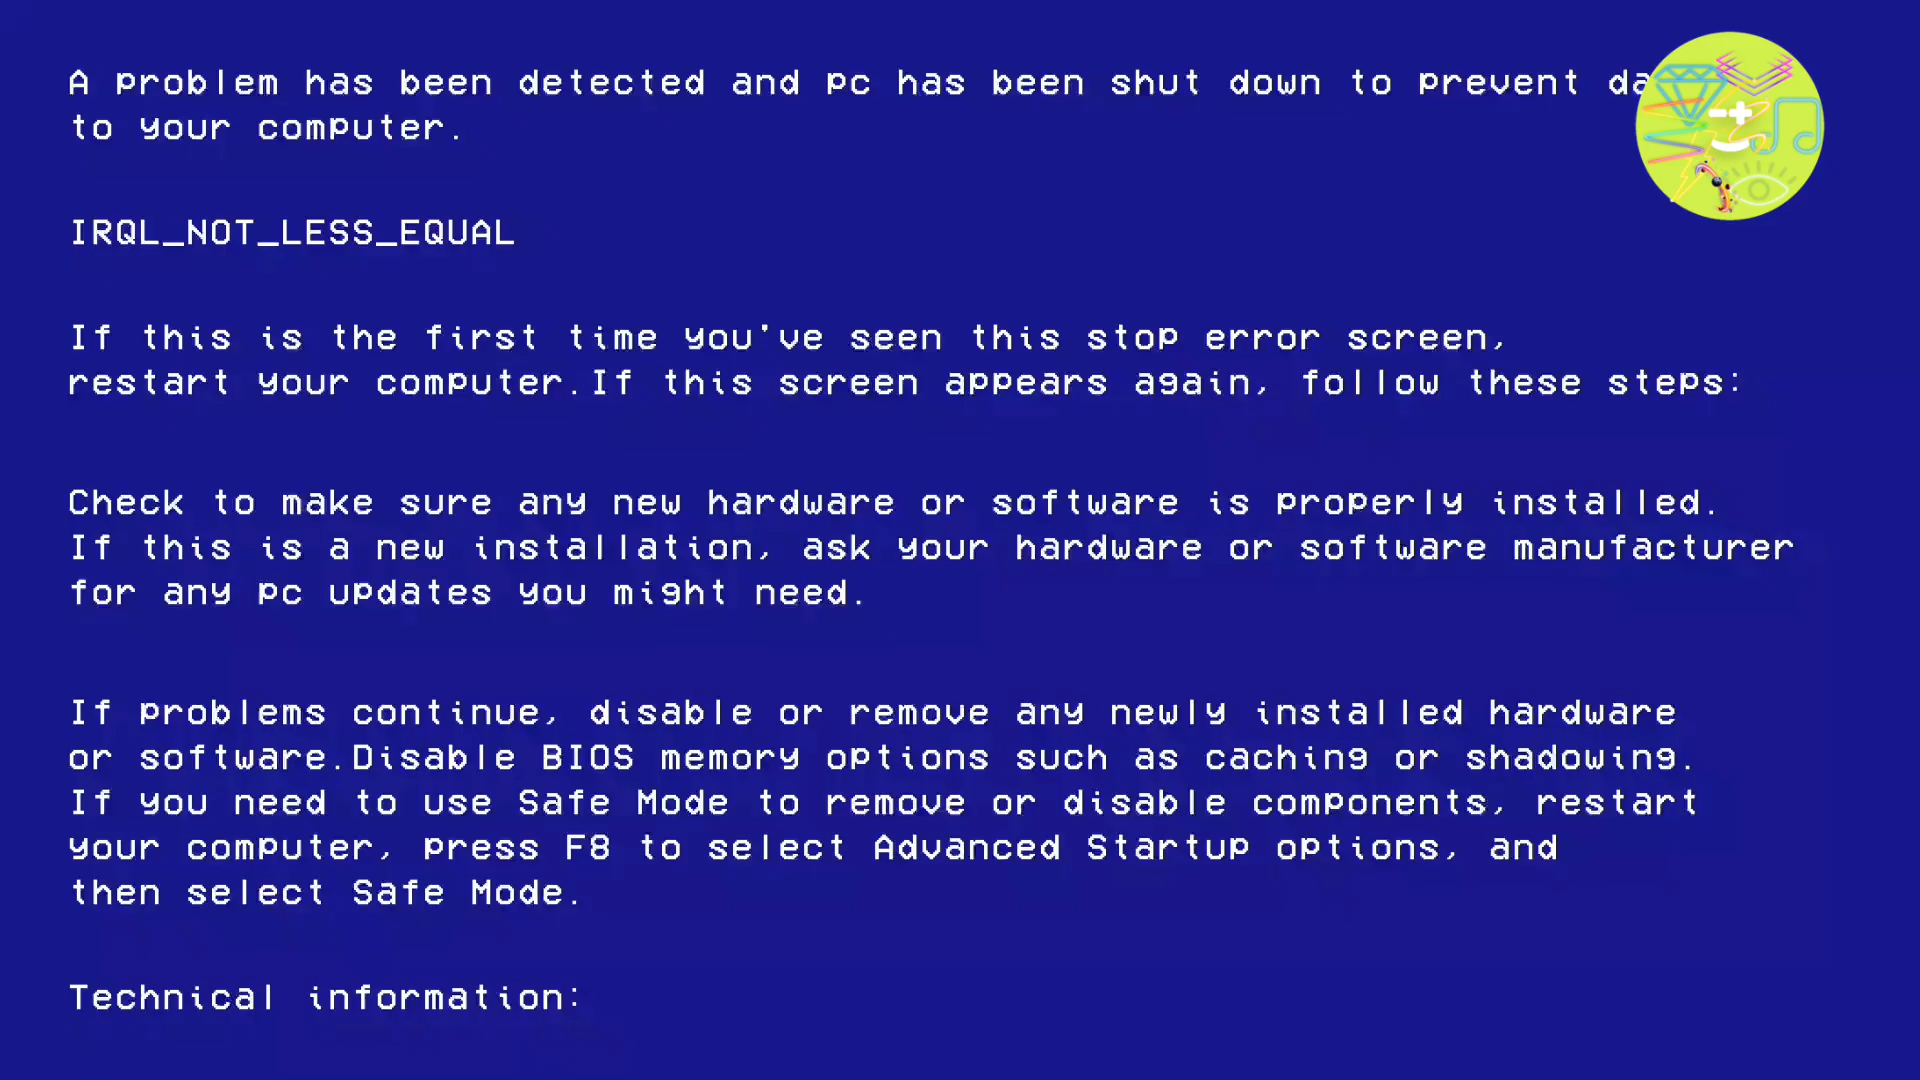 A problem has been detected and pc has been shut down to prevent
to your computer.
IRQL_NOT_LESS_EQUAL
If this is the first time you've seen this stop error screen,
restart your computer.If this screen appears again, follow these steps:
Check to make sure any new hardware or software is properly installed.
If this is a new installation, ask your hardware or software manufacturer
for any pc updates you might need.
If problems continue, disable or remove any newly installed hardware
or software.Disable BIOS memory options such as caching or shadowing.
If you need to use Safe Mode to remove or disable components, restart
your computer, press F8 to select Advanced Startup options, and
then select Safe Mode.
Technical information: